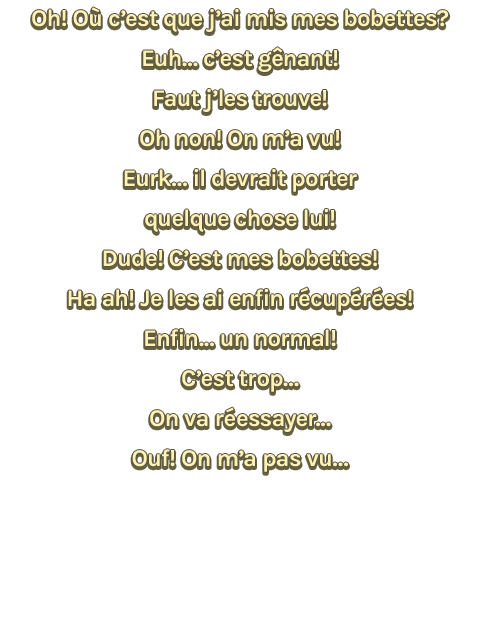 Oh! Où c'est que j'ai mis mes bobettes?
Euh... c'est gênant!
Faut j'les trouve!
Oh non! On m'a vu!
Eurk... il devrait porter
quelque chose lui!
Dude! C'est mes bobettes!
Ha ah! Je les ai enfin récupérées!
Enfin... un normal!
C'est trop...
On va réessayer...
Ouf! On m'a pas vu...